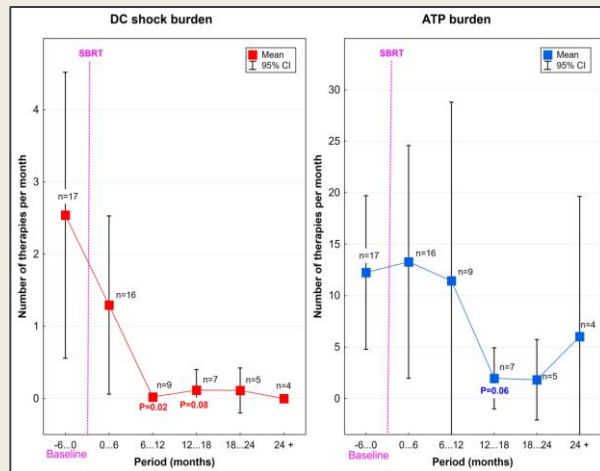 DC shock burden
SBRT
Mean
95% CI
Number of therapies per month
4
3
2
1
0
n=17
n=16
n=9
n=7
n=5
n=4
P=0.02
P=0.08
-6...0
0...6
6...12
12...18
18...24
24 +
Baseline
Period (months)
ATP burden
SBRT
Mean
95% CI
Number of therapies per month
30
25
20
15
10
5
0
n=17
n=16
n=9
n=7
n=5
n=4
P=0.06
-6...0
0...6
6...12
12...18
18...24
24 +
Baseline
Period (months)